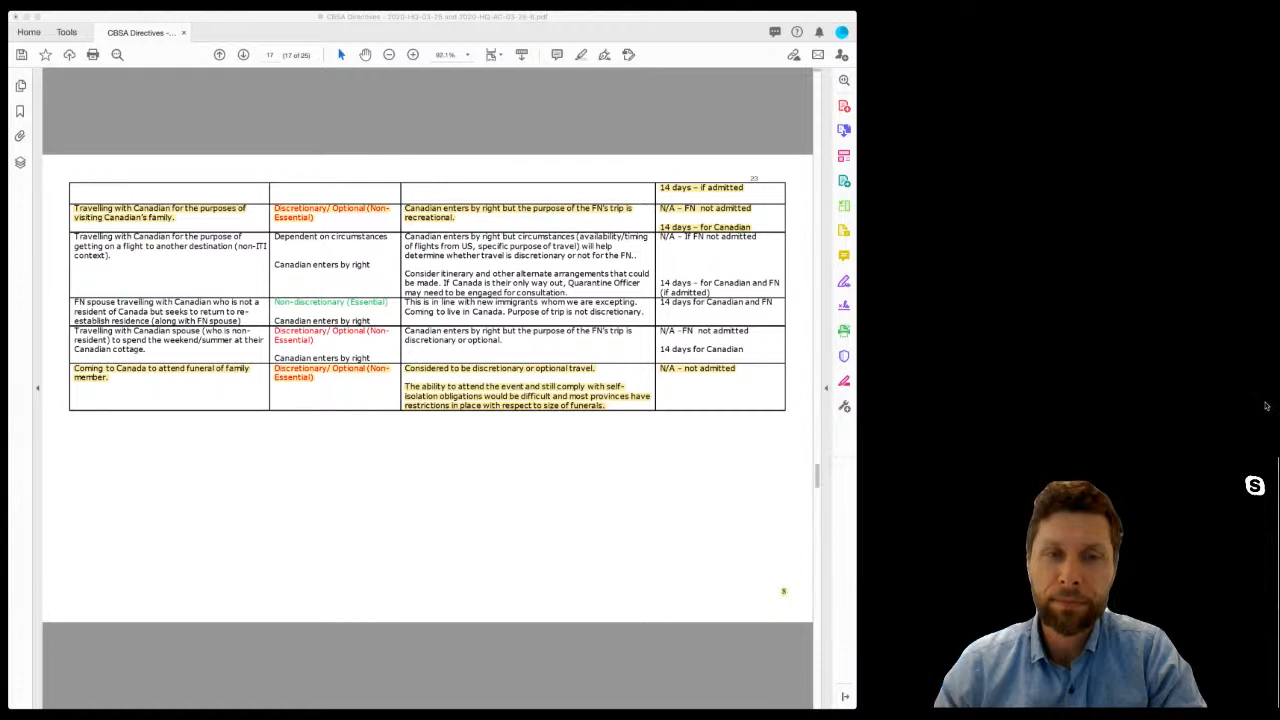 CBSA Directives - 2020-HQ-03-25 and 2020-HQ-AC-03-26-6.pdf
Home Tools CBSA Directives -... ×
17 (17 of 25) 92.1%
23
14 days – if admitted
Travelling with Canadian for the purposes of
visiting Canadian's family.
Discretionary/ Optional (Non-
Essential)
Canadian enters by right but the purpose of the FN's trip is
recreational.
N/A – FN not admitted
14 days – for Canadian
Travelling with Canadian for the purpose of
getting on a flight to another destination (non-ITI
context).
Dependent on circumstances
Canadian enters by right
Canadian enters by right but circumstances (availability/timing
of flights from US, specific purpose of travel) will help
determine whether travel is discretionary or not for the FN..
Consider itinerary and other alternate arrangements that could
be made. If Canada is their only way out, Quarantine Officer
may need to be engaged for consultation.
N/A – If FN not admitted
14 days – for Canadian and FN
(if admitted)
FN spouse travelling with Canadian who is not a
resident of Canada but seeks to return to re-
establish residence (along with FN spouse)
Non-discretionary (Essential)
Canadian enters by right
This is in line with new immigrants whom we are excepting.
Coming to live in Canada. Purpose of trip is not discretionary.
14 days for Canadian and FN
Travelling with Canadian spouse (who is non-
resident) to spend the weekend/summer at their
Canadian cottage.
Discretionary/ Optional (Non-
Essential)
Canadian enters by right
Canadian enters by right but the purpose of the FN's trip is
discretionary or optional.
N/A –FN not admitted
14 days for Canadian
Coming to Canada to attend funeral of family
member.
Discretionary/ Optional (Non-
Essential)
Considered to be discretionary or optional travel.
The ability to attend the event and still comply with self-
isolation obligations would be difficult and most provinces have
restrictions in place with respect to size of funerals.
N/A – not admitted
8
S